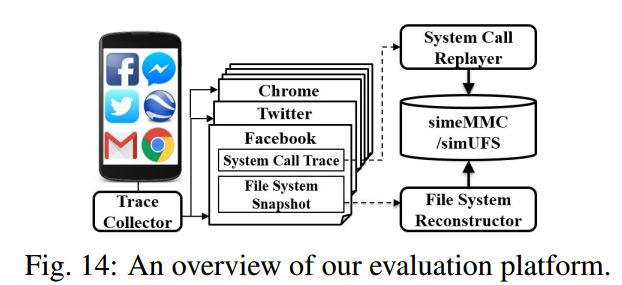 System Call
Replayer
Chrome
Twitter
Facebook
System Call Trace
File System
Snapshot
simeMMC
/simUFS
Trace
Collector
File System
Reconstructor
Fig. 14: An overview of our evaluation platform.